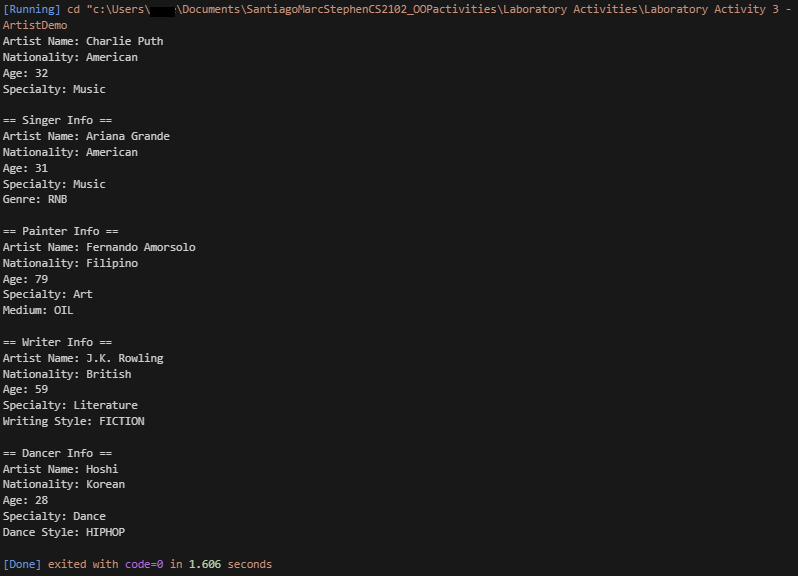 [Running] cd "c:\Users\ \Documents\SantiagoMarcStephenCS2102_OOPactivities\Laboratory Activities\Laboratory Activity 3 -
ArtistDemo
Artist Name: Charlie Puth
Nationality: American
Age: 32
Specialty: Music

== Singer Info ==
Artist Name: Ariana Grande
Nationality: American
Age: 31
Specialty: Music
Genre: RNB

== Painter Info ==
Artist Name: Fernando Amorsolo
Nationality: Filipino
Age: 79
Specialty: Art
Medium: OIL

== Writer Info ==
Artist Name: J.K. Rowling
Nationality: British
Age: 59
Specialty: Literature
Writing Style: FICTION

== Dancer Info ==
Artist Name: Hoshi
Nationality: Korean
Age: 28
Specialty: Dance
Dance Style: HIPHOP

[Done] exited with code=0 in 1.606 seconds